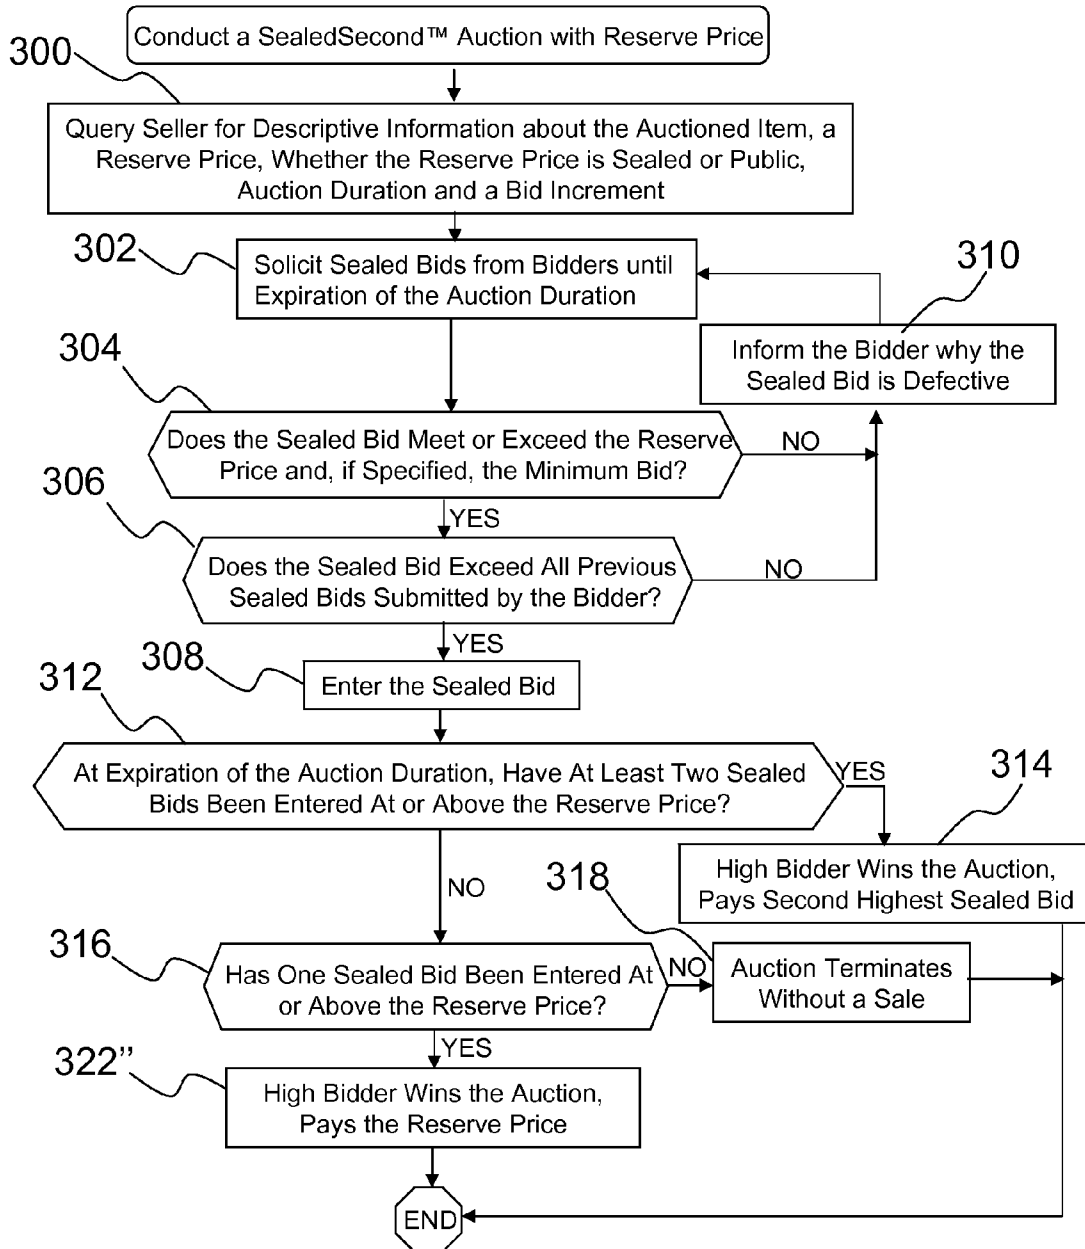 Conduct a SealedSecond™ Auction with Reserve Price
300
Query Seller for Descriptive Information about the Auctioned Item, a
Reserve Price, Whether the Reserve Price is Sealed or Public,
Auction Duration and a Bid Increment
302
Solicit Sealed Bids from Bidders until
Expiration of the Auction Duration
310
Inform the Bidder why the
Sealed Bid is Defective
304
Does the Sealed Bid Meet or Exceed the Reserve
Price and, if Specified, the Minimum Bid?
NO
YES
306
Does the Sealed Bid Exceed All Previous
Sealed Bids Submitted by the Bidder?
NO
YES
308
Enter the Sealed Bid
312
At Expiration of the Auction Duration, Have At Least Two Sealed
Bids Been Entered At or Above the Reserve Price?
YES
314
High Bidder Wins the Auction,
Pays Second Highest Sealed Bid
NO
316
Has One Sealed Bid Been Entered At
or Above the Reserve Price?
NO
318
Auction Terminates
Without a Sale
YES
322”
High Bidder Wins the Auction,
Pays the Reserve Price
END